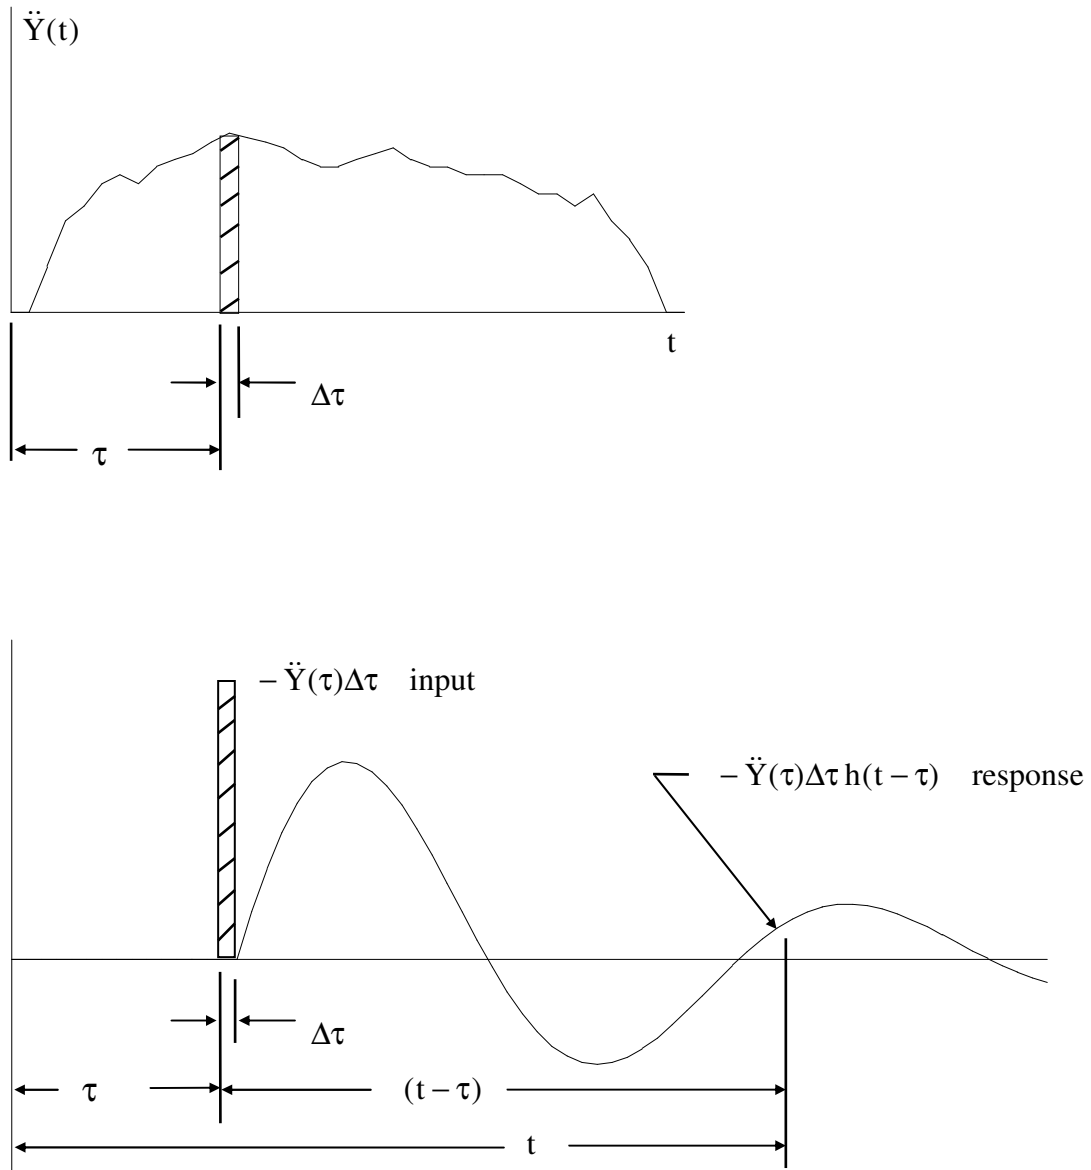 Ÿ(t)
t
Δτ
τ
− Ÿ(τ)Δτ input
− Ÿ(τ)Δτ h(t − τ) response
Δτ
τ
(t − τ)
t